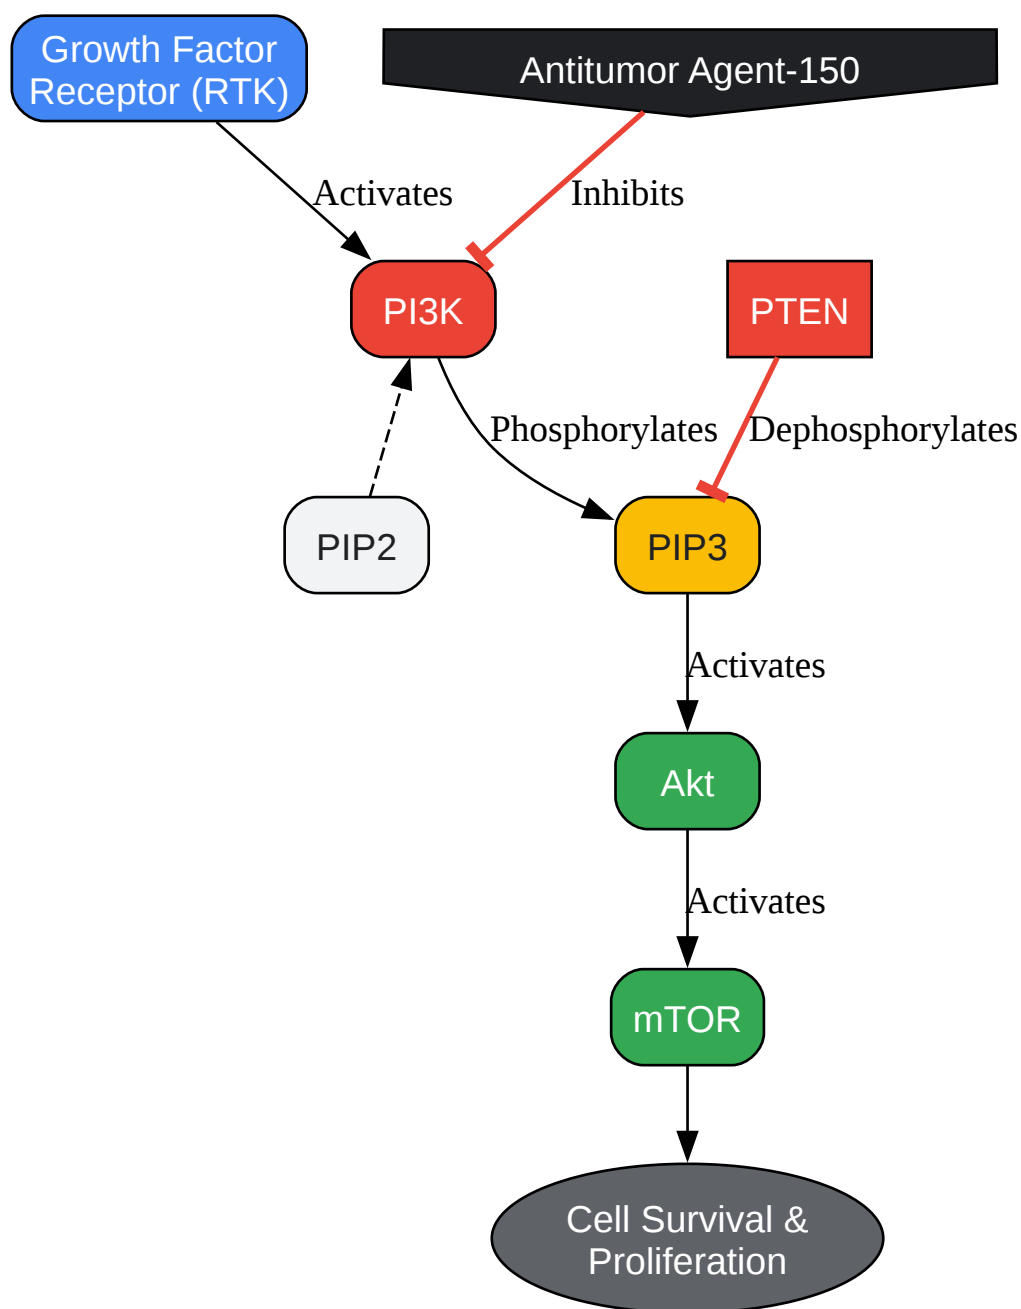 Growth Factor
Receptor (RTK)
Antitumor Agent-150
Activates
Inhibits
PI3K
PTEN
Phosphorylates
Dephosphorylates
PIP2
PIP3
Activates
Akt
Activates
mTOR
Cell Survival &
Proliferation